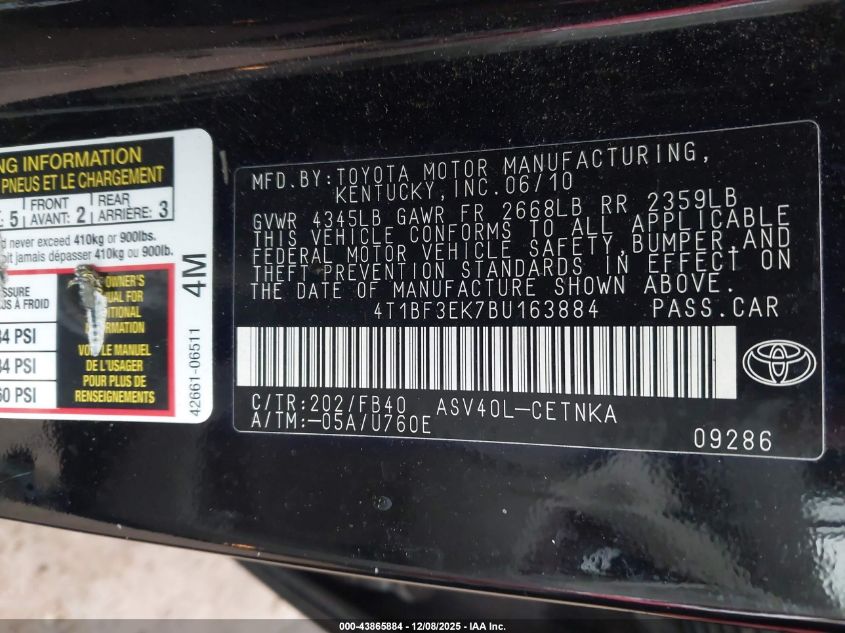 NG INFORMATION
PNEUS ET LE CHARGEMENT
5 FRONT AVANT: 2 REAR ARRIÈRE: 3
never exceed 410kg or 900lbs.
jamais dépasser 410kg ou 900lb.
À FROID
OWNER'S
FOR
INFORMATION
VOIR LE MANUEL
DE L'USAGER
POUR PLUS DE
RENSEIGNEMENTS
34 PSI
34 PSI
60 PSI
4M
42661-06511
MFD.BY:TOYOTA MOTOR MANUFACTURING,
KENTUCKY,INC.06/10
GVWR 4345LB GAWR FR 2668LB RR 2359LB
THIS VEHICLE CONFORMS TO ALL APPLICABLE
FEDERAL MOTOR VEHICLE SAFETY,BUMPER,AND
THEFT PREVENTION STANDARDS IN EFFECT ON
THE DATE OF MANUFACTURE SHOWN ABOVE.
4T1BF3EK7BU163884 PASS.CAR
C/TR:202/FB40 ASV40L-CETNKA
A/TM:-05A/U760E
09286
000-43865884 - 12/08/2025 - IAA Inc.